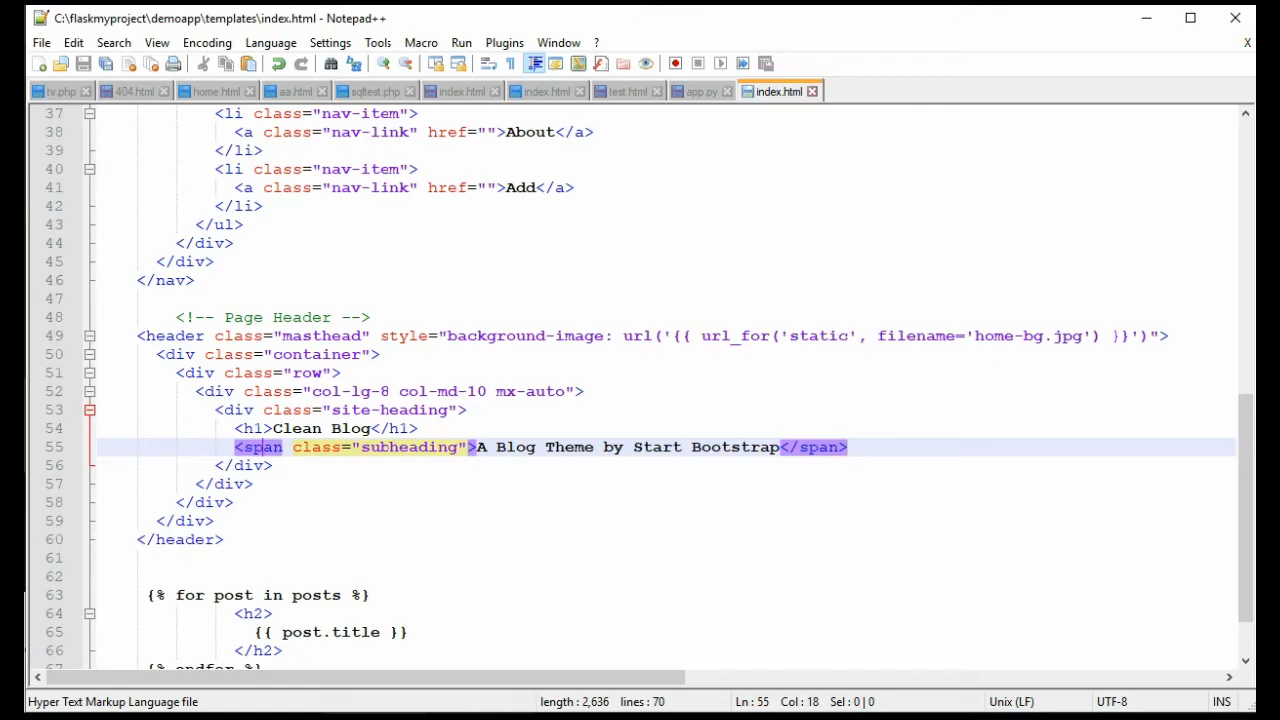 C:\flaskmyproject\demoapp\templates\index.html - Notepad++
File Edit Search View Encoding Language Settings Tools Macro Run Plugins Window ? X
tv.php 404.html home.html aa.html sqltest.php index.html index.html test.html app.py index.html
37 <li class="nav-item">
38 <a class="nav-link" href="">About</a>
39 </li>
40 <li class="nav-item">
41 <a class="nav-link" href="">Add</a>
42 </li>
43 </ul>
44 </div>
45 </div>
46 </nav>
47
48 <!-- Page Header -->
49 <header class="masthead" style="background-image: url('{{ url_for('static', filename='home-bg.jpg') }}')">
50 <div class="container">
51 <div class="row">
52 <div class="col-lg-8 col-md-10 mx-auto">
53 <div class="site-heading">
54 <h1>Clean Blog</h1>
55 <span class="subheading">A Blog Theme by Start Bootstrap</span>
56 </div>
57 </div>
58 </div>
59 </div>
60 </header>
61
62
63 {% for post in posts %}
64 <h2>
65 {{ post.title }}
66 </h2>
67 {% endfor %}
Hyper Text Markup Language file length : 2,636 lines : 70 Ln : 55 Col : 18 Sel : 0 | 0 Unix (LF) UTF-8 INS